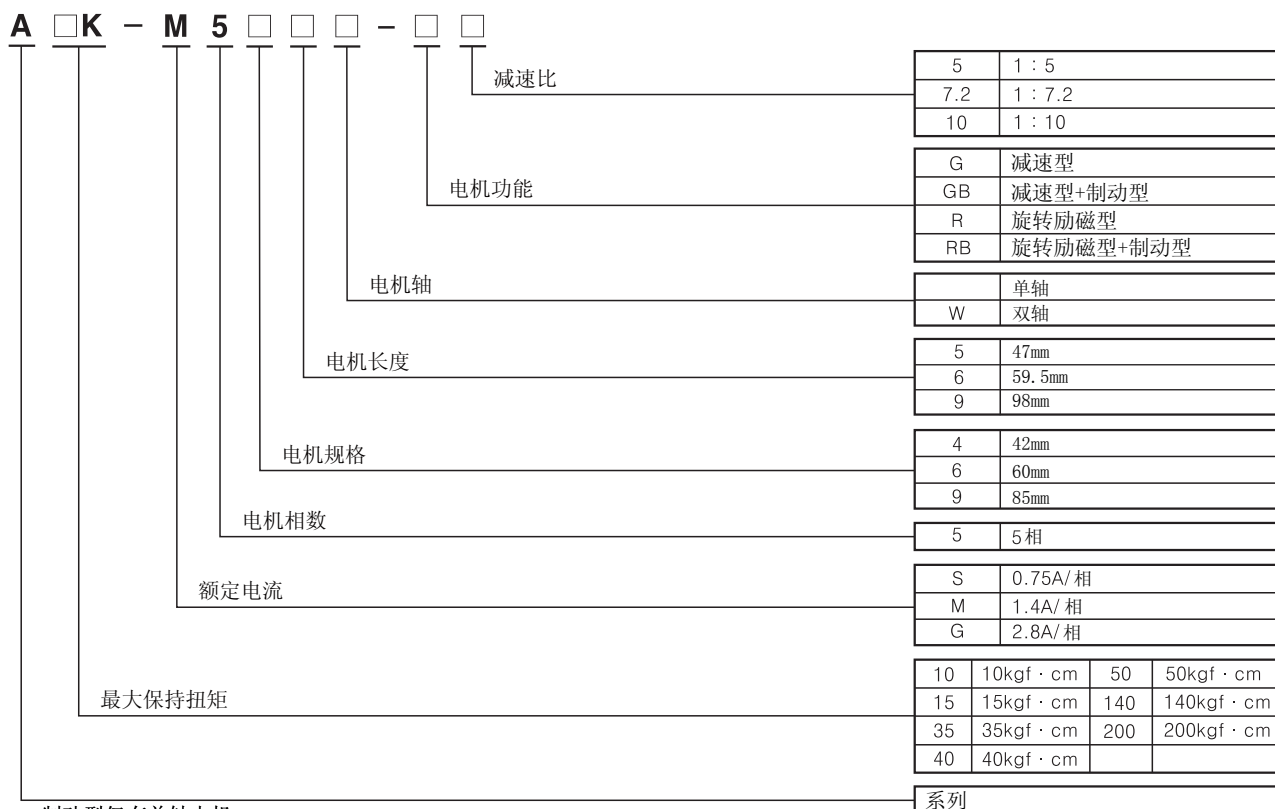 A □K - M 5 □ □ □ - □ □
减速比
5 1 : 5
7.2 1 : 7.2
10 1 : 10
电机功能
G 减速型
GB 减速型+制动型
R 旋转励磁型
RB 旋转励磁型+制动型
电机轴
单轴
W 双轴
电机长度
5 47mm
6 59.5mm
9 98mm
电机规格
4 42mm
6 60mm
9 85mm
电机相数
5 5相
额定电流
S 0.75A/相
M 1.4A/相
G 2.8A/相
最大保持扭矩
10 10kgf·cm 50 50kgf·cm
15 15kgf·cm 140 140kgf·cm
35 35kgf·cm 200 200kgf·cm
40 40kgf·cm
系列